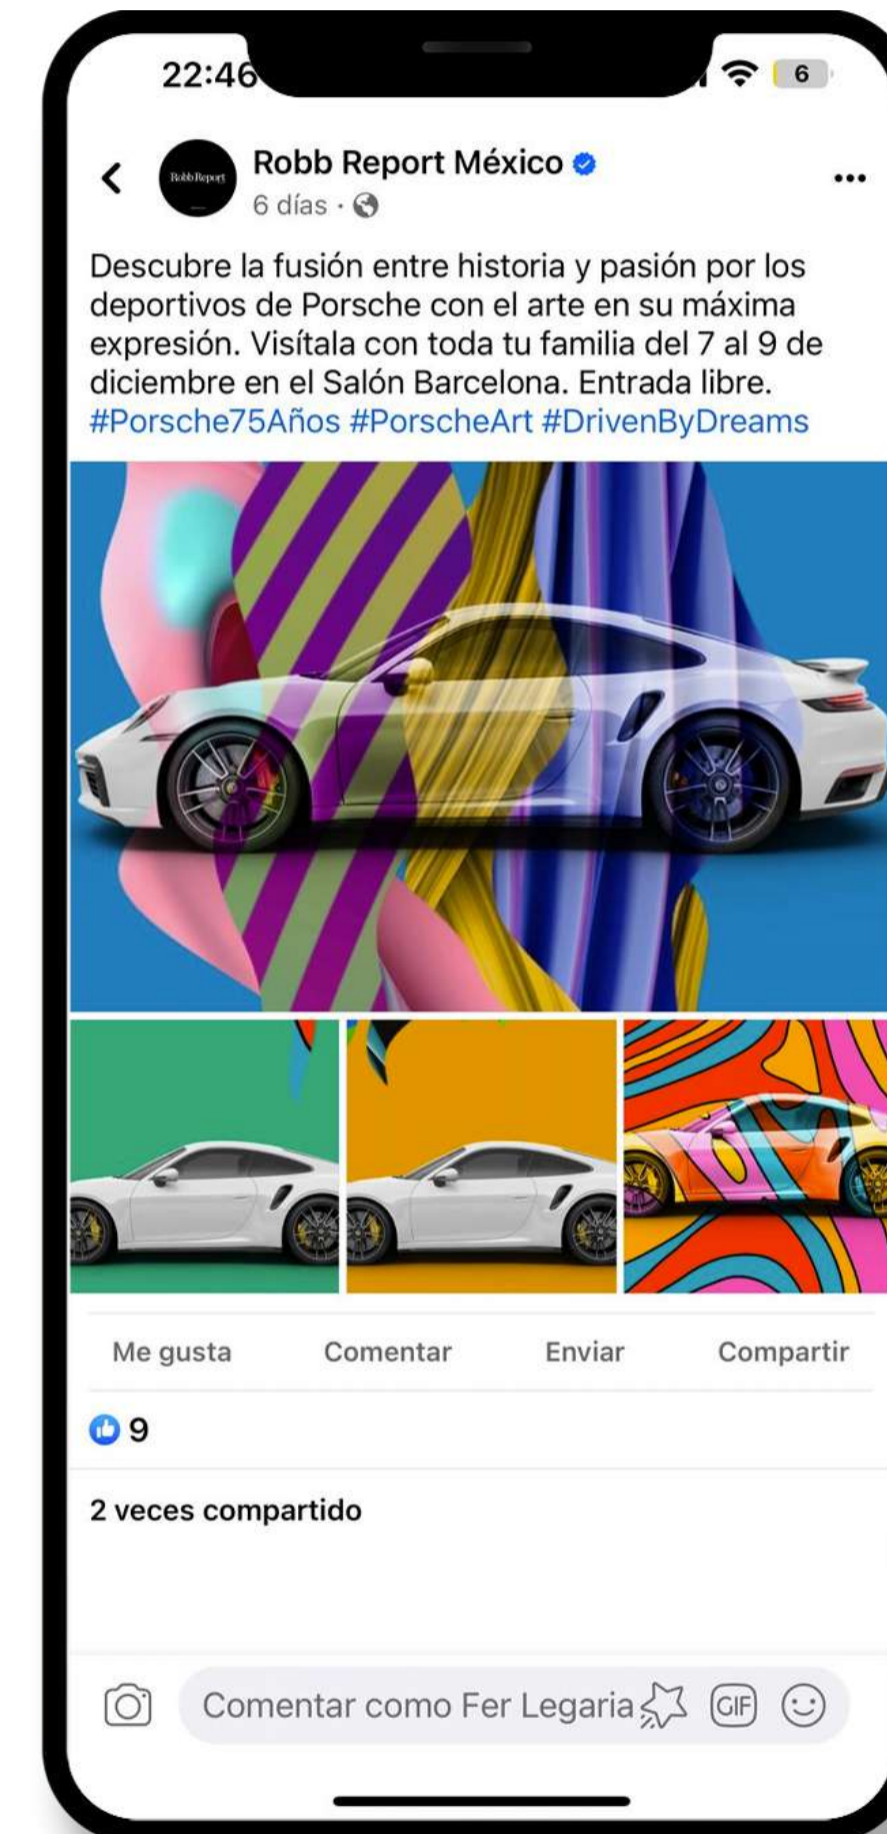 22:46
6
Robb Report México
Robb Report
6 días ·
Descubre la fusión entre historia y pasión por los
deportivos de Porsche con el arte en su máxima
expresión. Visítala con toda tu familia del 7 al 9 de
diciembre en el Salón Barcelona. Entrada libre.
#Porsche75Años #PorscheArt #DrivenByDreams
Me gusta Comentar Enviar Compartir
9
2 veces compartido
Comentar como Fer Legaria GIF